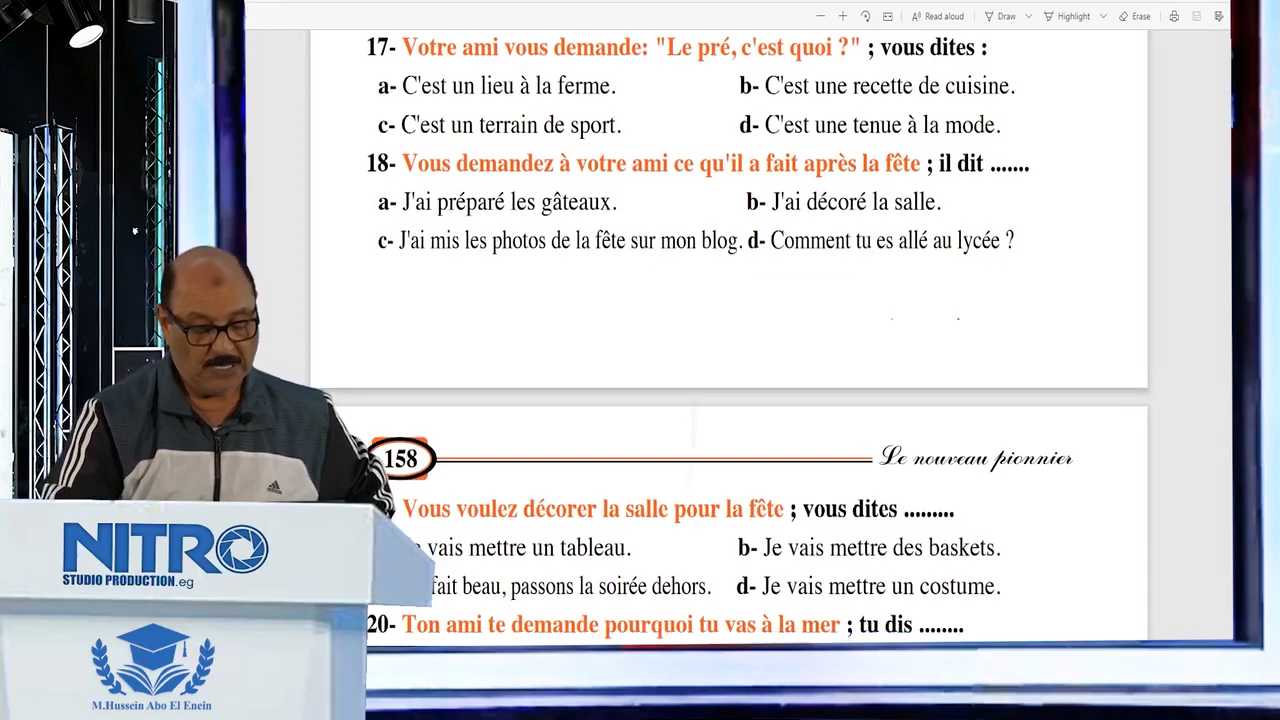 Read aloud
Draw
Highlight
Erase
17- Votre ami vous demande: "Le pré, c'est quoi ?" ; vous dites :
a- C'est un lieu à la ferme. b- C'est une recette de cuisine.
c- C'est un terrain de sport. d- C'est une tenue à la mode.
18- Vous demandez à votre ami ce qu'il a fait après la fête ; il dit .......
a- J'ai préparé les gâteaux. b- J'ai décoré la salle.
c- J'ai mis les photos de la fête sur mon blog. d- Comment tu es allé au lycée ?
158 Le nouveau pionnier
Vous voulez décorer la salle pour la fête ; vous dites .........
vais mettre un tableau. b- Je vais mettre des baskets.
fait beau, passons la soirée dehors. d- Je vais mettre un costume.
20- Ton ami te demande pourquoi tu vas à la mer ; tu dis ........
NITRO
STUDIO PRODUCTION.eg
M.Hussein Abo El Enein